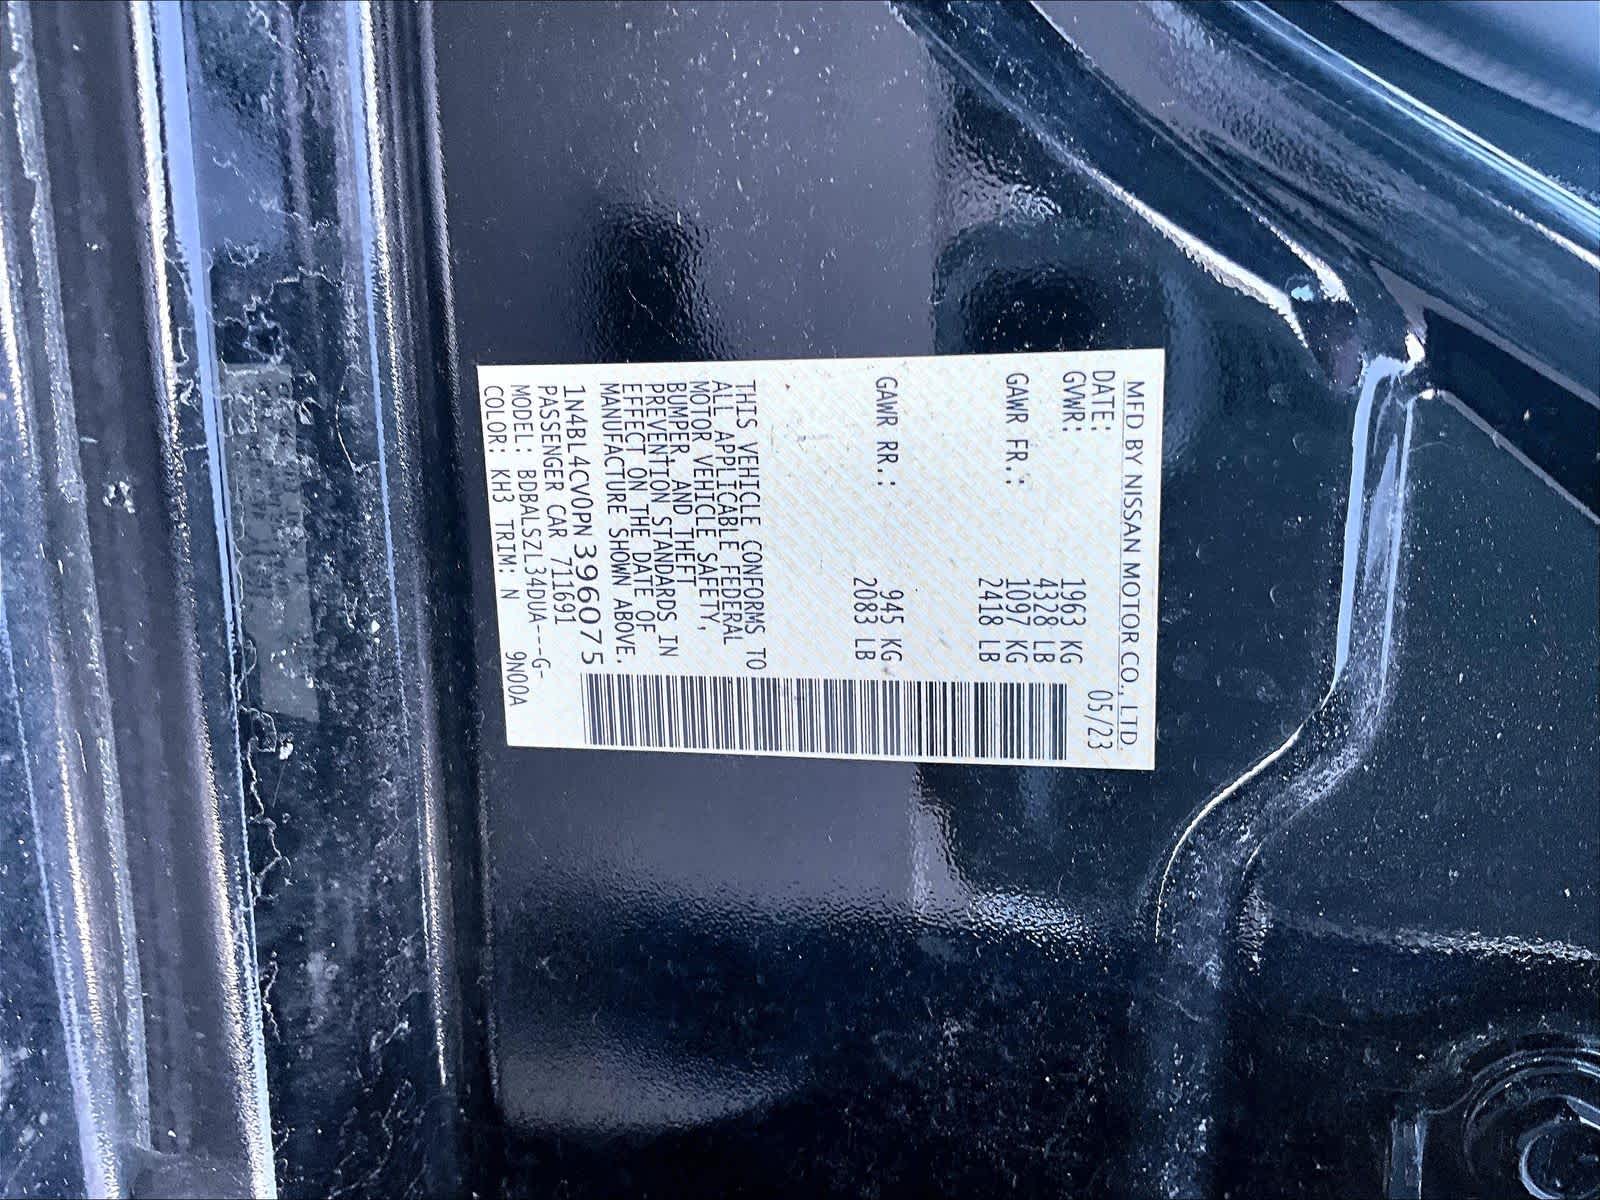 MFD BY NISSAN MOTOR CO., LTD.
DATE: 05/23
GVWR: 1963 KG
4328 LB
GAWR FR.: 1097 KG
2418 LB
GAWR RR.: 945 KG
2083 LB
THIS VEHICLE CONFORMS TO
ALL APPLICABLE FEDERAL
MOTOR VEHICLE SAFETY,
BUMPER, AND THEFT
PREVENTION STANDARDS IN
EFFECT ON THE DATE OF
MANUFACTURE SHOWN ABOVE.
1N4BL4CV0PN396075
PASSENGER CAR 711691
MODEL: BDBALSZL34DUA---G-
COLOR: KH3 TRIM: N 9N00A